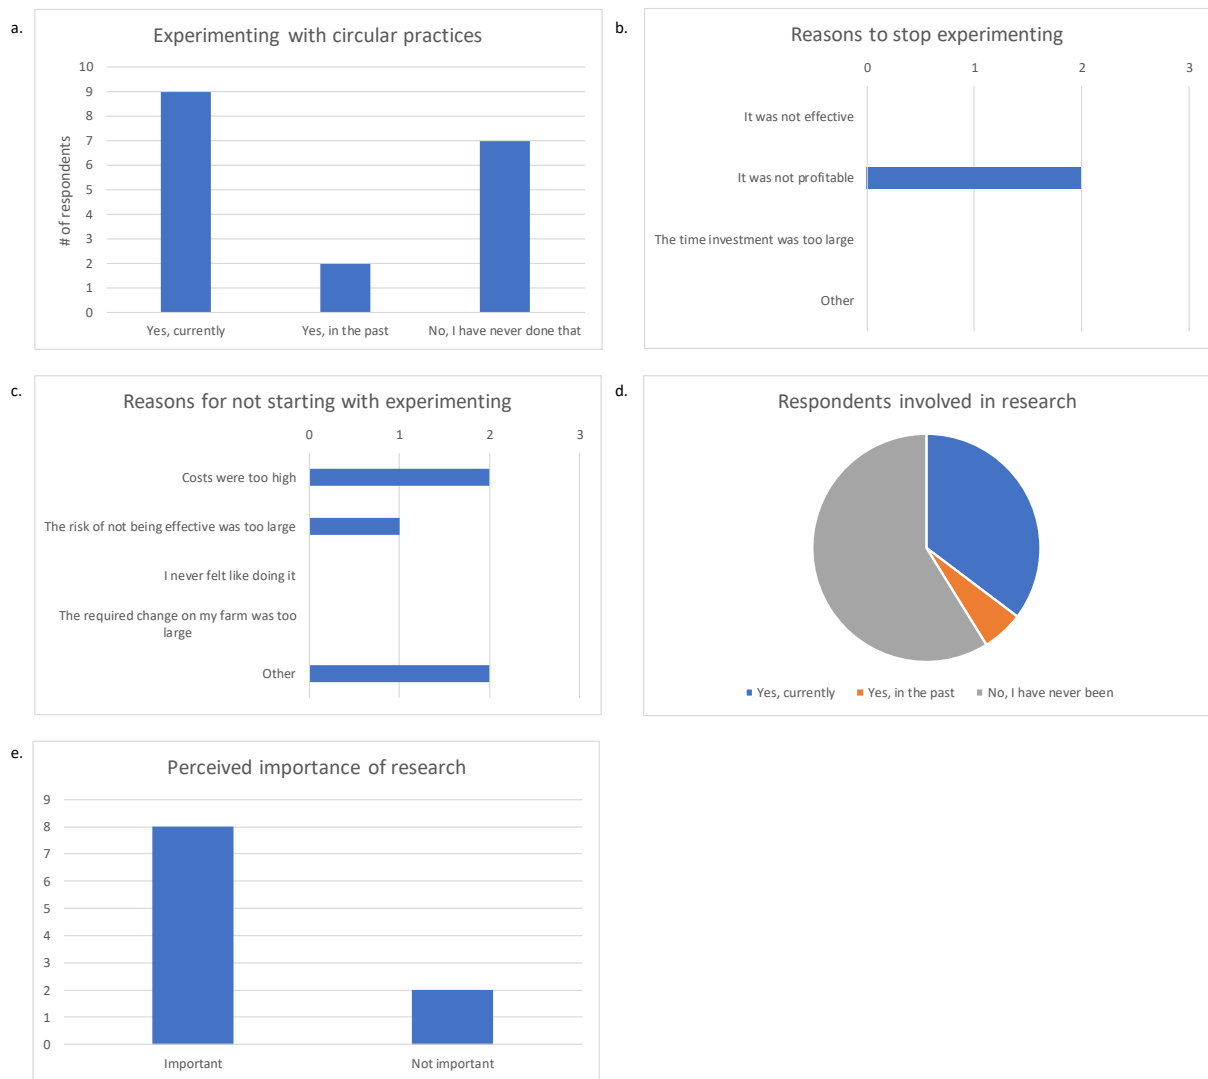 a.
Experimenting with circular practices
10
9
8
7
6
5
4
3
2
1
0
# of respondents
Yes, currently
Yes, in the past
No, I have never done that
b.
Reasons to stop experimenting
0 1 2 3
It was not effective
It was not profitable
The time investment was too large
Other
c.
Reasons for not starting with experimenting
0 1 2 3
Costs were too high
The risk of not being effective was too large
I never felt like doing it
The required change on my farm was too
large
Other
d.
Respondents involved in research
Yes, currently
Yes, in the past
No, I have never been
e.
Perceived importance of research
9
8
7
6
5
4
3
2
1
0
Important
Not important